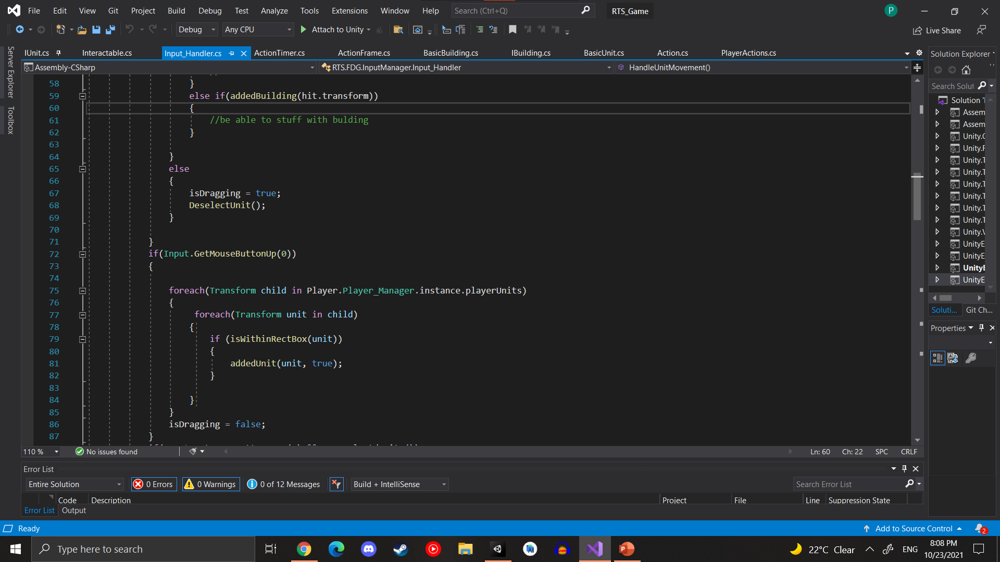 File Edit View Git Project Build Debug Test Analyze Tools Extensions Window Help Search (Ctrl+Q) RTS_Game P
Debug Any CPU Attach to Unity Live Share
IUnit.cs Interactable.cs Input_Handler.cs ActionTimer.cs ActionFrame.cs BasicBuilding.cs IBuilding.cs BasicUnit.cs Action.cs PlayerActions.cs
Assembly-CSharp RTS.FDG.InputManager.Input_Handler HandleUnitMovement()
Server Explorer
Toolbox
58 }
59 else if(addedBuilding(hit.transform))
60 {
61 //be able to stuff with bulding
62 }
63
64 }
65 else
66 {
67 isDragging = true;
68 DeselectUnit();
69 }
70
71 }
72 if(Input.GetMouseButtonUp(0))
73 {
74
75 foreach(Transform child in Player.Player_Manager.instance.playerUnits)
76 {
77 foreach(Transform unit in child)
78 {
79 if (isWithinRectBox(unit))
80 {
81 addedUnit(unit, true);
82 }
83
84 }
85 }
86 isDragging = false;
87 }
110 % No issues found Ln: 60 Ch: 22 SPC CRLF
Error List
Entire Solution 0 Errors 0 Warnings 0 of 12 Messages Build + IntelliSense Search Error List
Code Description Project File Line Suppression State
Error List Output
Solution Explorer
Search Solut
Solution '
Assem
Assem
Unity.
Unity.
Unity.T
Unity.T
Unity.T
Unity.T
Unity.T
Unity.T
Unity.V
UnityE
UnityE
UnityE
UnityE
Soluti... Git Ch...
Properties
Ready Add to Source Control 2
Type here to search 22°C Clear ENG 8:08 PM
10/23/2021